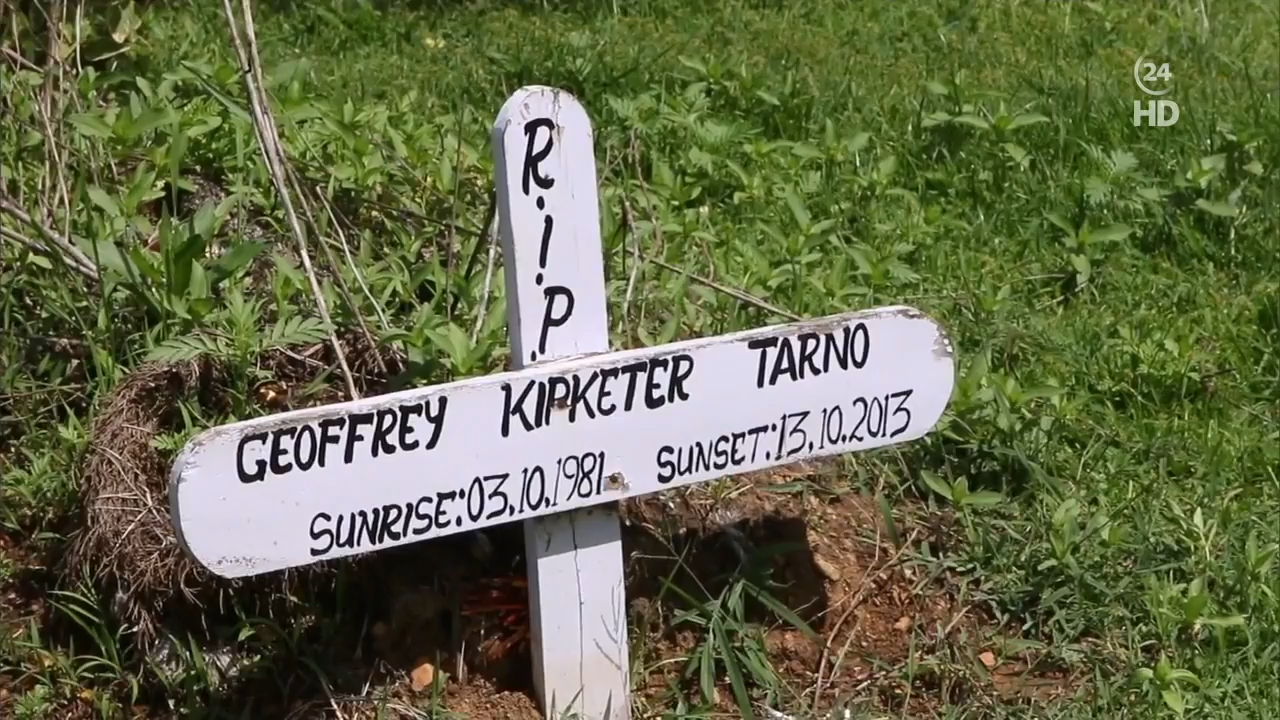 24
HD
R.I.P.
GEOFFREY KIPKETER TARNO
SUNRISE:03.10.1981 SUNSET:13.10.2013